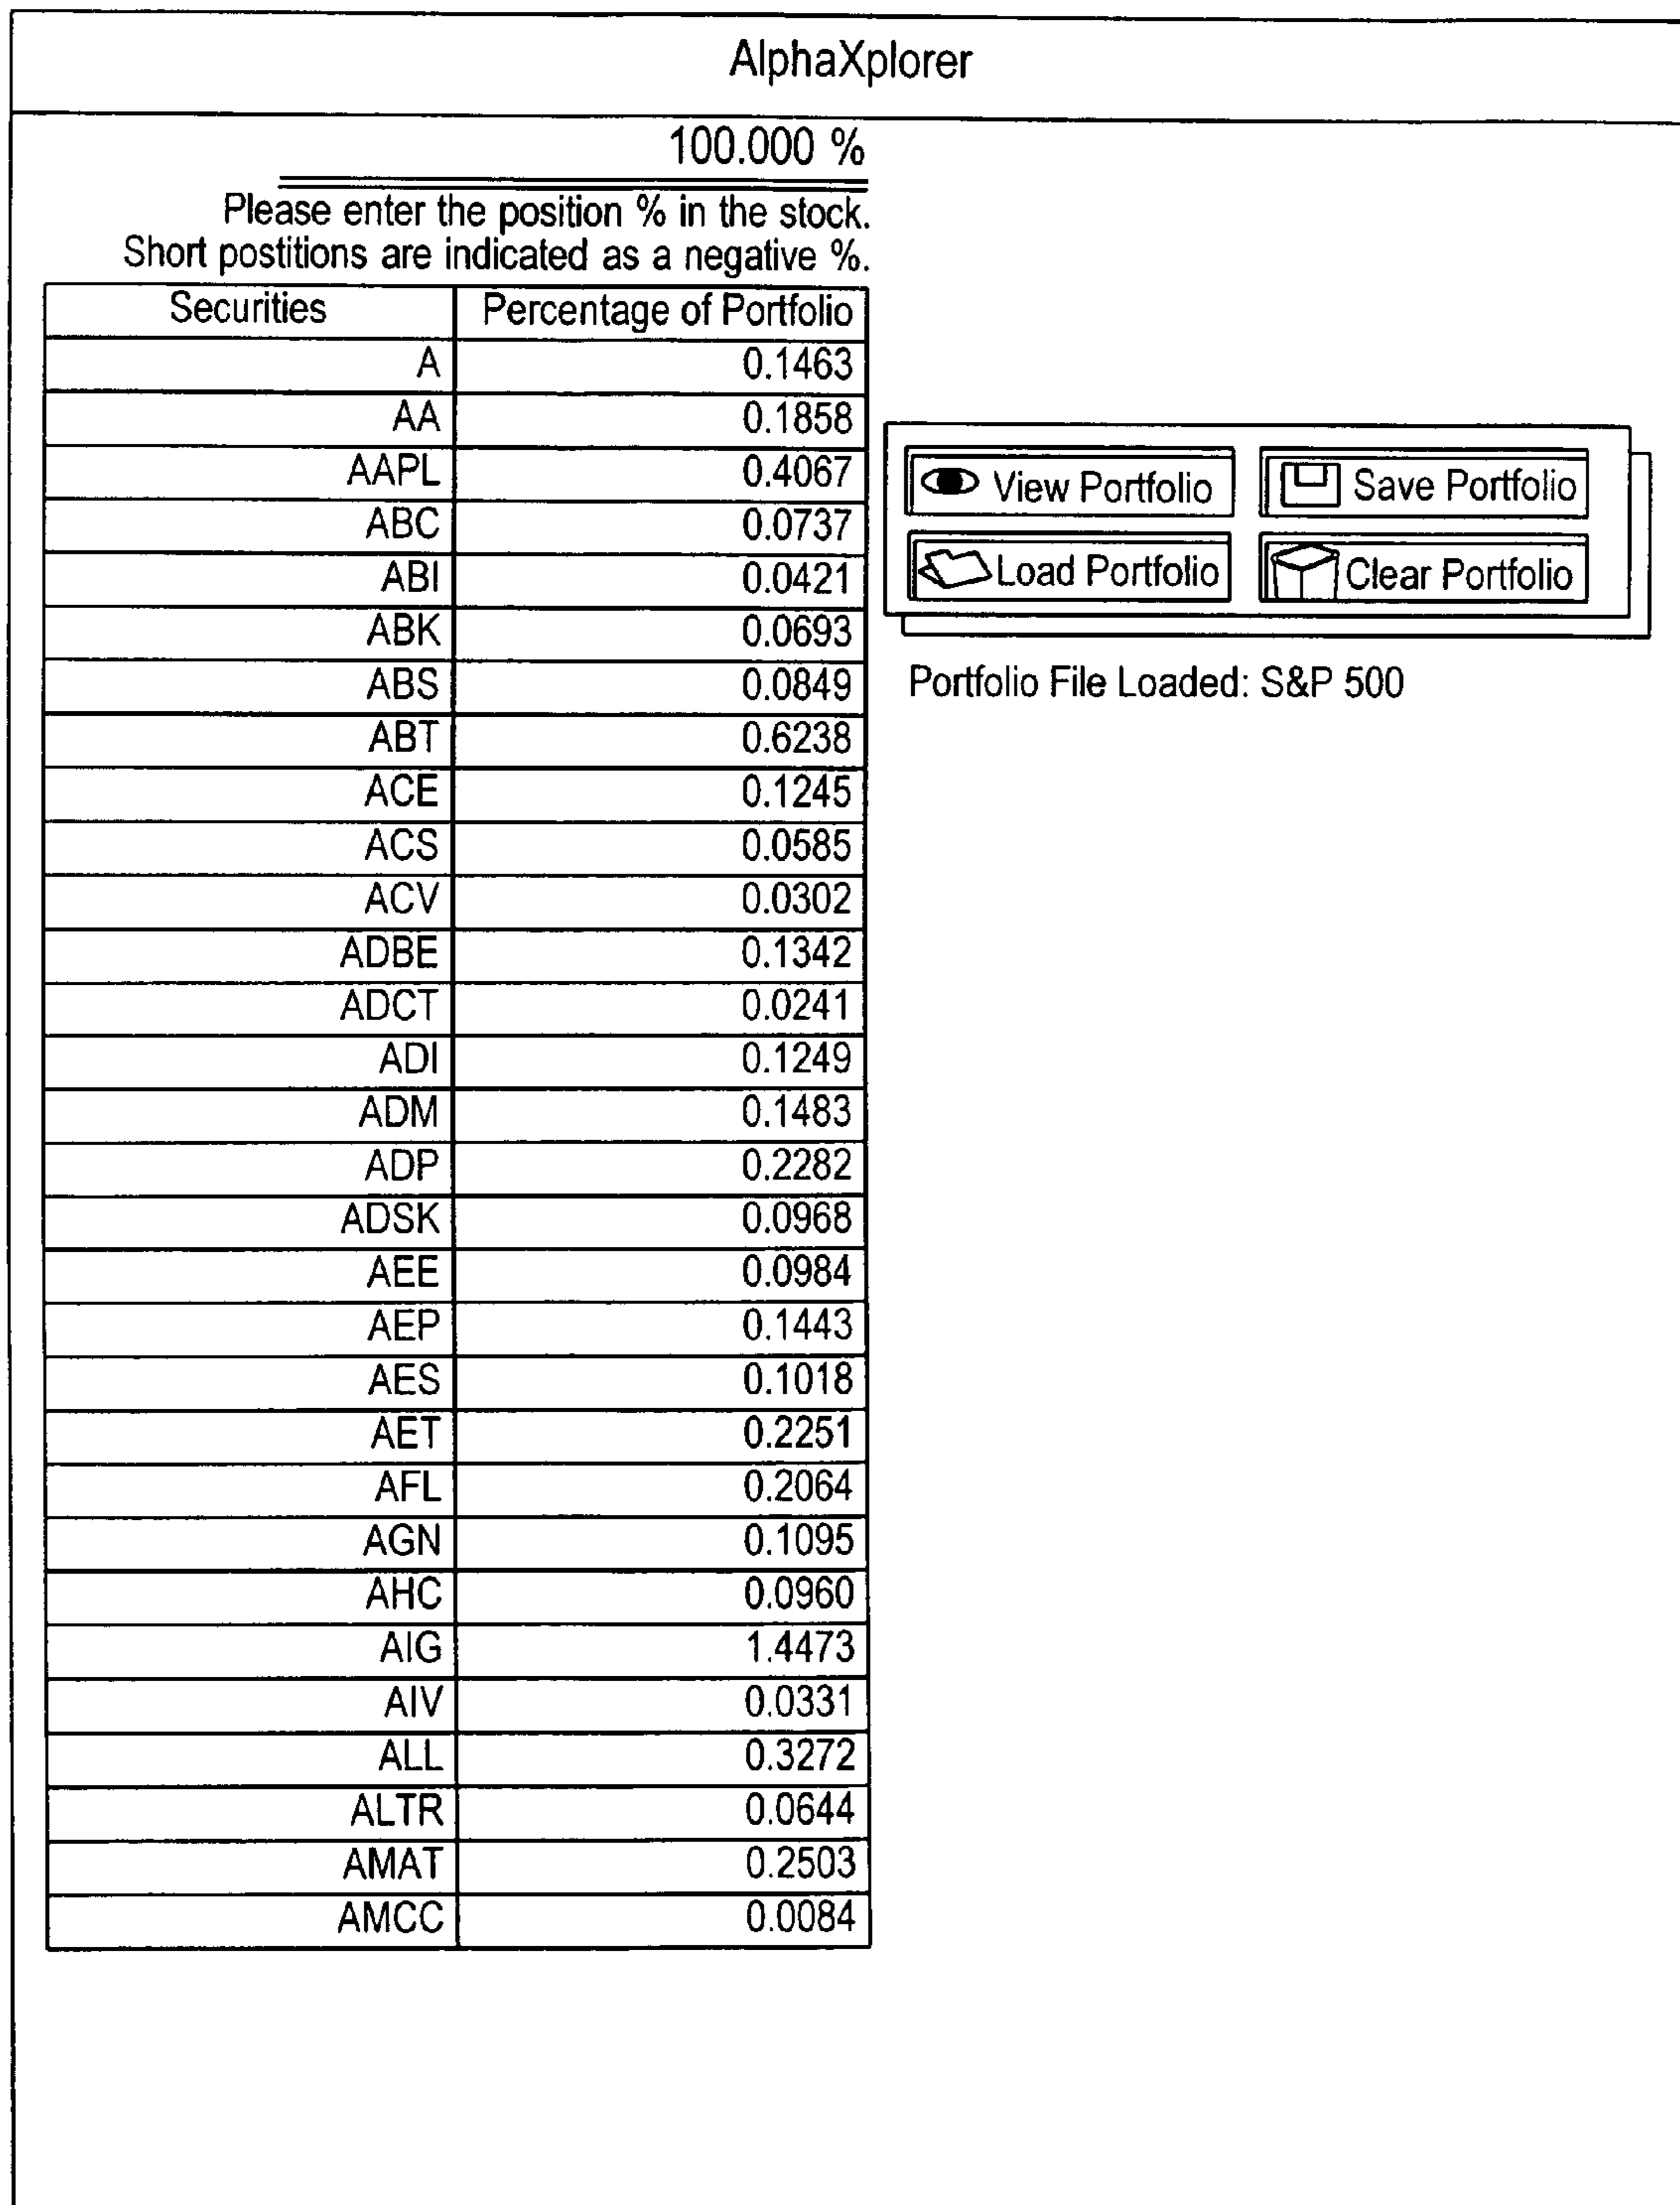 AlphaXplorer
100.000 %
Please enter the position % in the stock.
Short postitions are indicated as a negative %.
Securities Percentage of Portfolio
A 0.1463
AA 0.1858
AAPL 0.4067
ABC 0.0737
ABI 0.0421
ABK 0.0693
ABS 0.0849
ABT 0.6238
ACE 0.1245
ACS 0.0585
ACV 0.0302
ADBE 0.1342
ADCT 0.0241
ADI 0.1249
ADM 0.1483
ADP 0.2282
ADSK 0.0968
AEE 0.0984
AEP 0.1443
AES 0.1018
AET 0.2251
AFL 0.2064
AGN 0.1095
AHC 0.0960
AIG 1.4473
AIV 0.0331
ALL 0.3272
ALTR 0.0644
AMAT 0.2503
AMCC 0.0084
View Portfolio Save Portfolio
Load Portfolio Clear Portfolio
Portfolio File Loaded: S&P 500